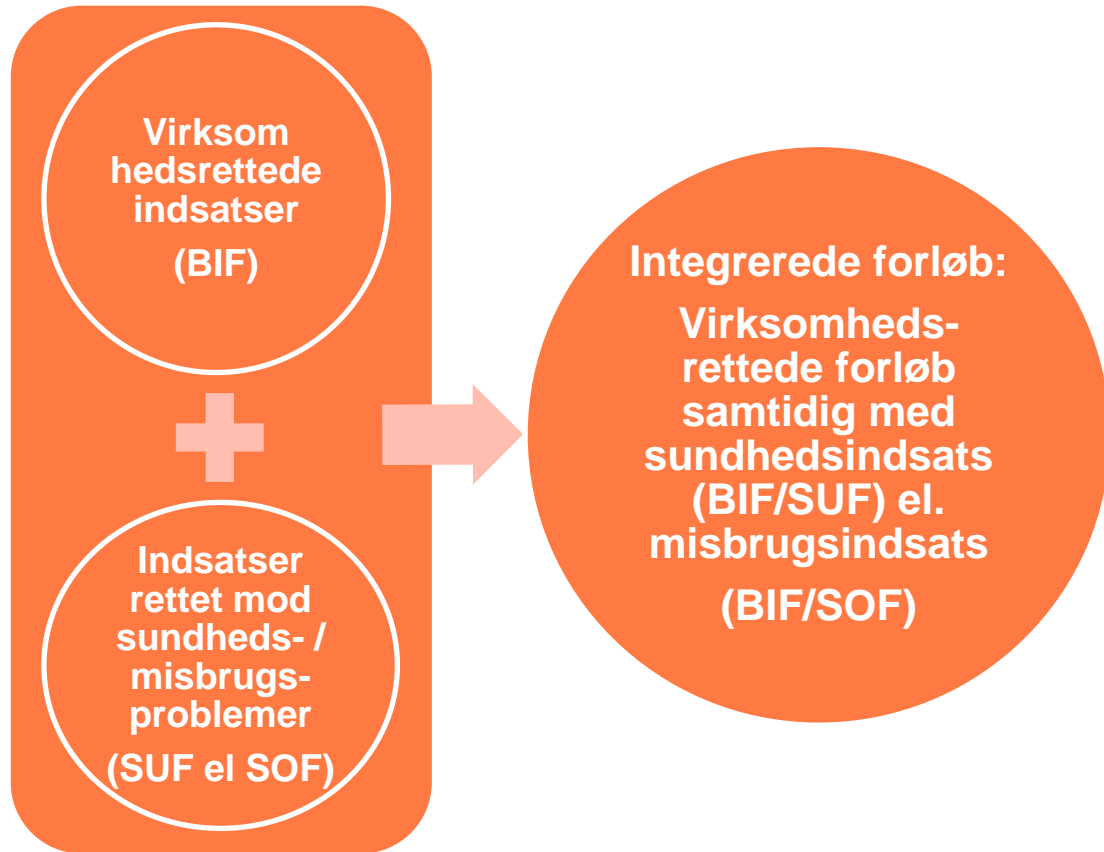 Virksom
hedsrettede
indsatser
(BIF)
Indsatser
rettet mod
sundheds- /
misbrugs-
problemer
(SUF el SOF)
Integrerede forløb:
Virksomheds-
rettede forløb
samtidig med
sundhedsindsats
(BIF/SUF) el.
misbrugsindsats
(BIF/SOF)